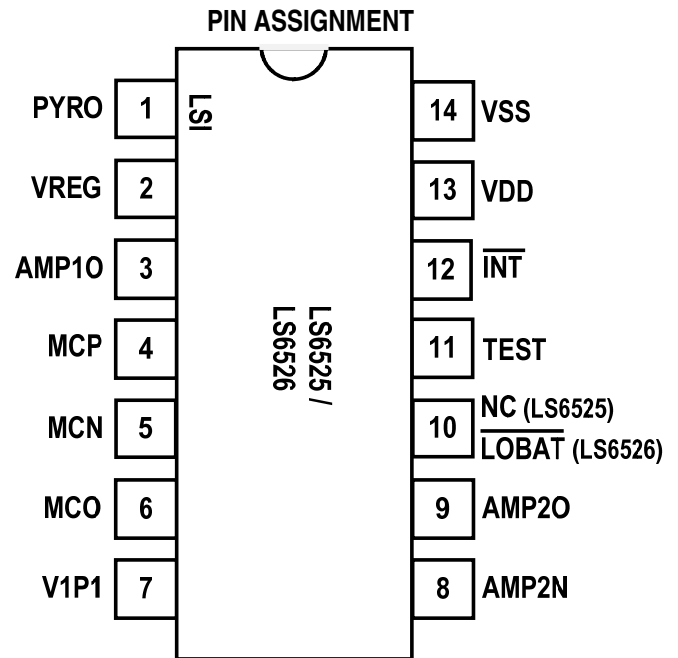 PIN ASSIGNMENT
PYRO 1
VREG 2
AMP1O 3
MCP 4
MCN 5
MCO 6
V1P1 7
LSI
LS6525 /
LS6526
14 VSS
13 VDD
12 INT
11 TEST
10 NC (LS6525)
LOBAT (LS6526)
9 AMP2O
8 AMP2N